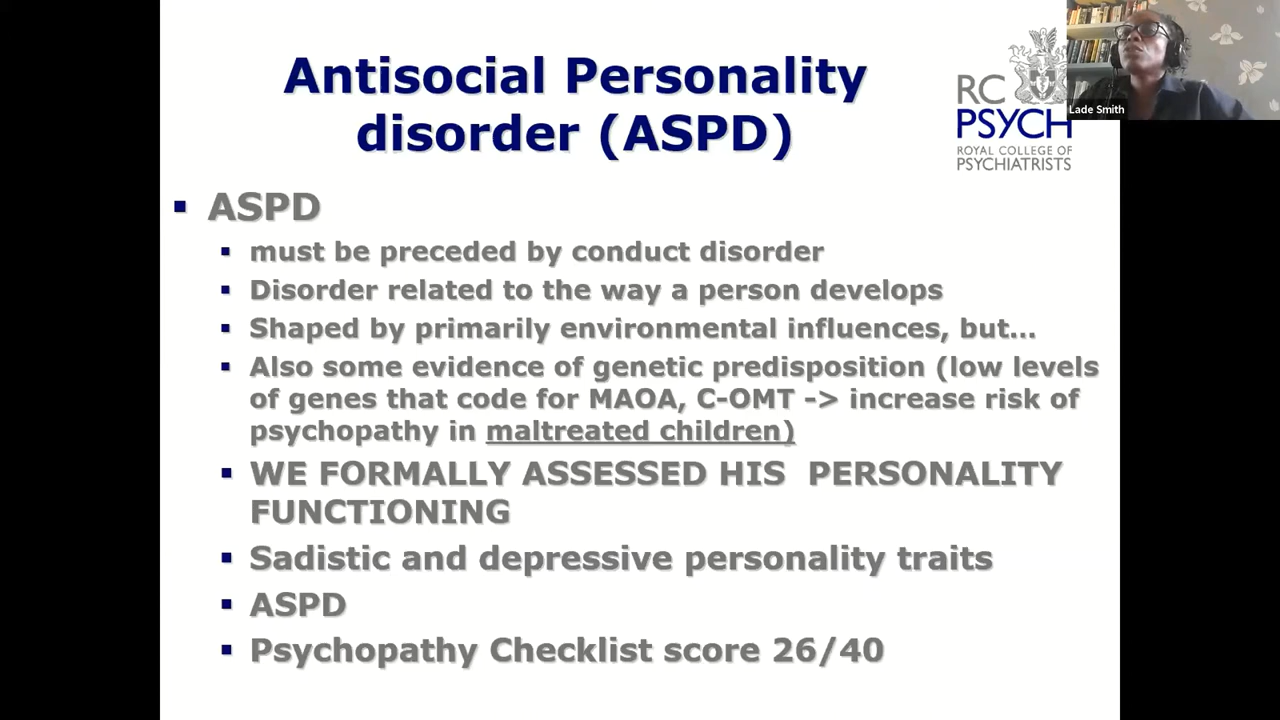 Antisocial Personality
disorder (ASPD)
RC
PSYCH
ROYAL COLLEGE OF
PSYCHIATRISTS
Lade Smith
▪ ASPD
▪ must be preceded by conduct disorder
▪ Disorder related to the way a person develops
▪ Shaped by primarily environmental influences, but...
▪ Also some evidence of genetic predisposition (low levels
of genes that code for MAOA, C-OMT -> increase risk of
psychopathy in maltreated children)
▪ WE FORMALLY ASSESSED HIS PERSONALITY
FUNCTIONING
▪ Sadistic and depressive personality traits
▪ ASPD
▪ Psychopathy Checklist score 26/40